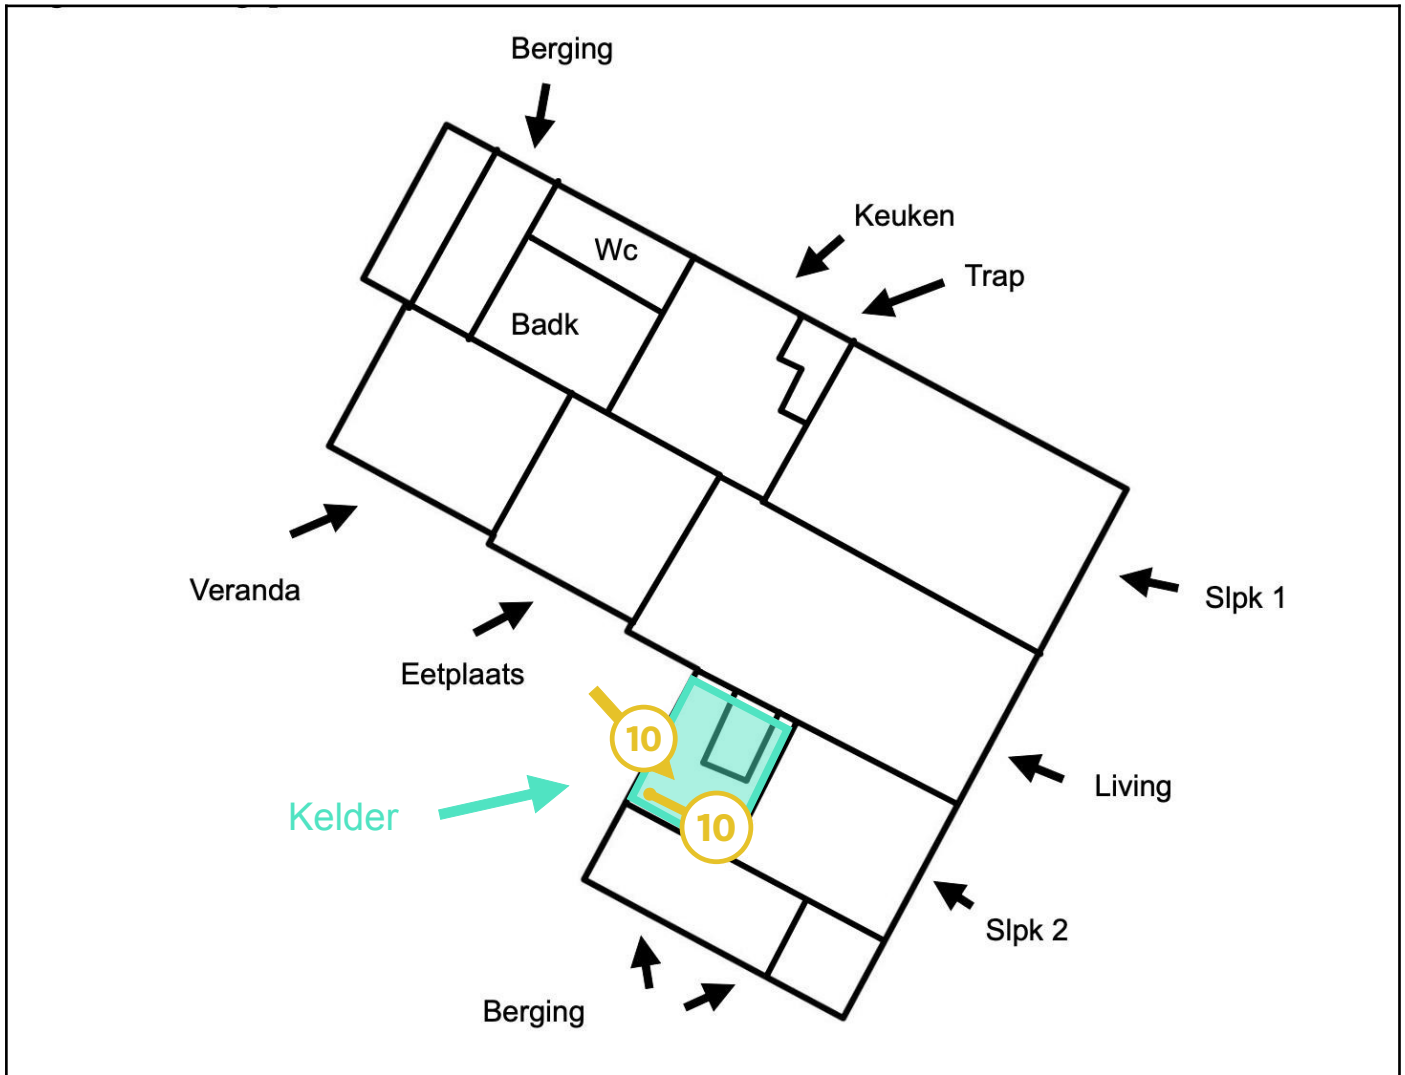 Berging
Keuken
Wc
Trap
Badk
Veranda
Slpk 1
Eetplaats
10
Living
Kelder
10
Slpk 2
Berging